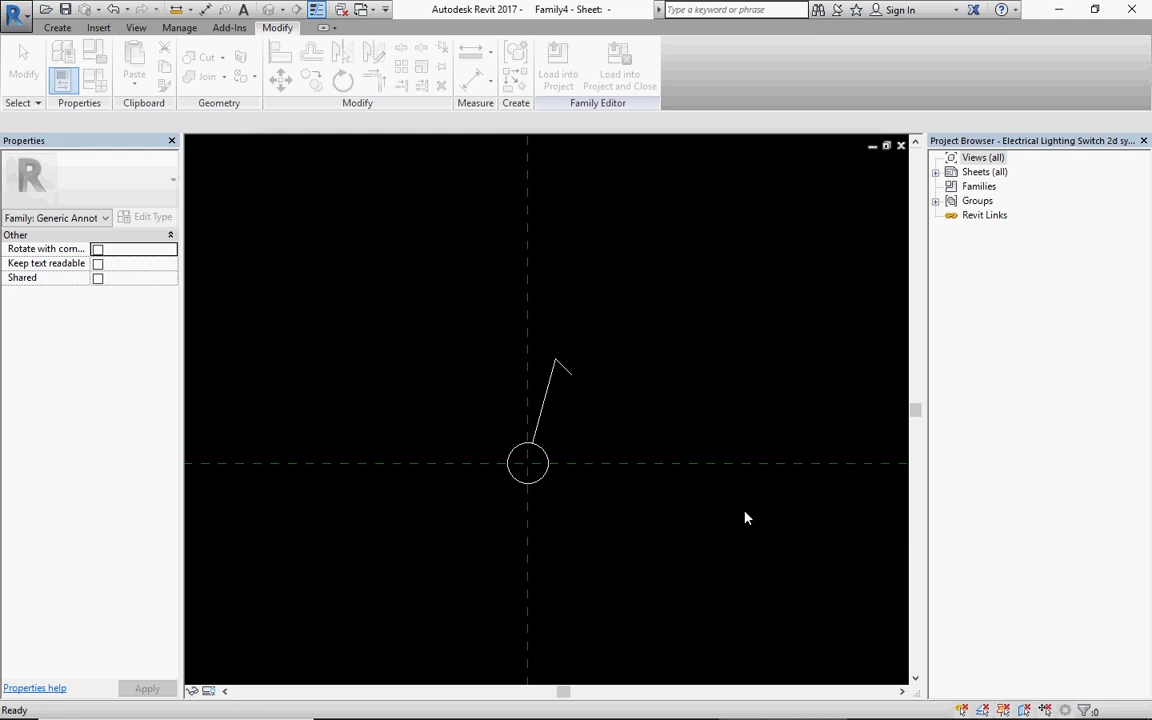 Autodesk Revit 2017 - Family4 - Sheet: -
Type a keyword or phrase
Sign In
Create Insert View Manage Add-Ins Modify
Modify
Paste
Cut
Join
Load into Project
Load into Project and Close
Select Properties Clipboard Geometry Modify Measure Create Family Editor
Properties
R
Family: Generic Annot
Edit Type
Other
Rotate with com...
Keep text readable
Shared
Properties help
Apply
Project Browser - Electrical Lighting Switch 2d sy...
Views (all)
Sheets (all)
Families
Groups
Revit Links
Ready
:0